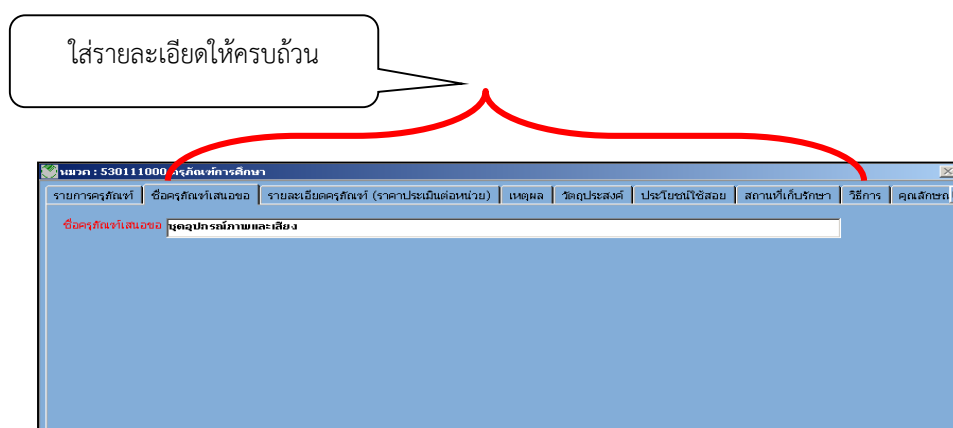 ใส่รายละเอียดให้ครบถ้วน
หมวด : 530111000 ครุภัณฑ์การศึกษา
รายการครุภัณฑ์ ชื่อครุภัณฑ์เสนอขอ รายละเอียดครุภัณฑ์ (ราคาประเมินต่อหน่วย) เหตุผล วัตถุประสงค์ ประโยชน์ใช้สอย สถานที่เก็บรักษา วิธีการ คุณลักษณ
ชื่อครุภัณฑ์เสนอขอ ชุดอุปกรณ์ภาพและเสียง